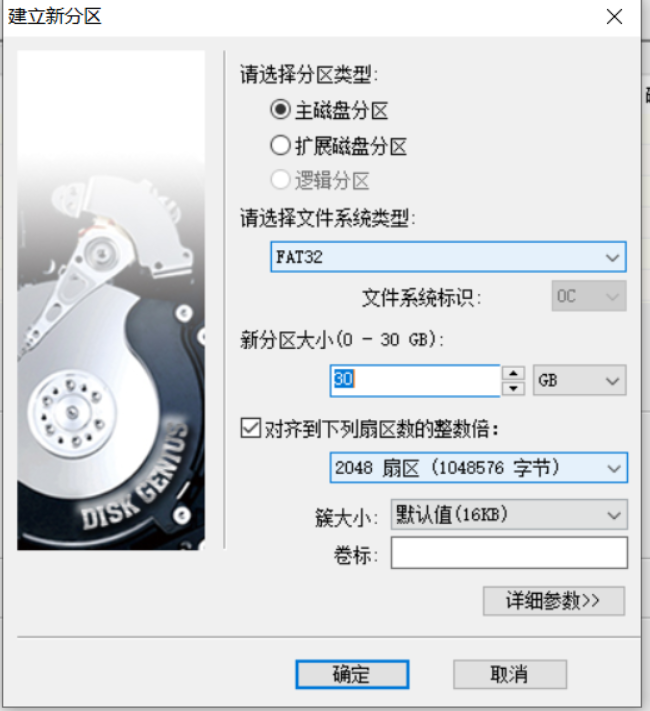 建立新分区
请选择分区类型:
主磁盘分区
扩展磁盘分区
逻辑分区
请选择文件系统类型:
FAT32
文件系统标识: 0C
新分区大小(0 - 30 GB):
30 GB
对齐到下列扇区数的整数倍:
2048 扇区 (1048576 字节)
簇大小: 默认值(16KB)
卷标:
详细参数>>
确定 取消
DISK GENIUS